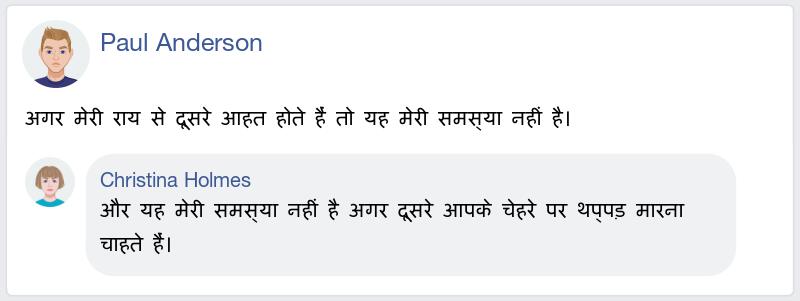 Paul Anderson
अगर मेरी राय से दूसरे आहत होते हैं तो यह मेरी समस्या नहीं है।
Christina Holmes
और यह मेरी समस्या नहीं है अगर दूसरे आपके चेहरे पर थप्पड़ मारना
चाहते हैं।